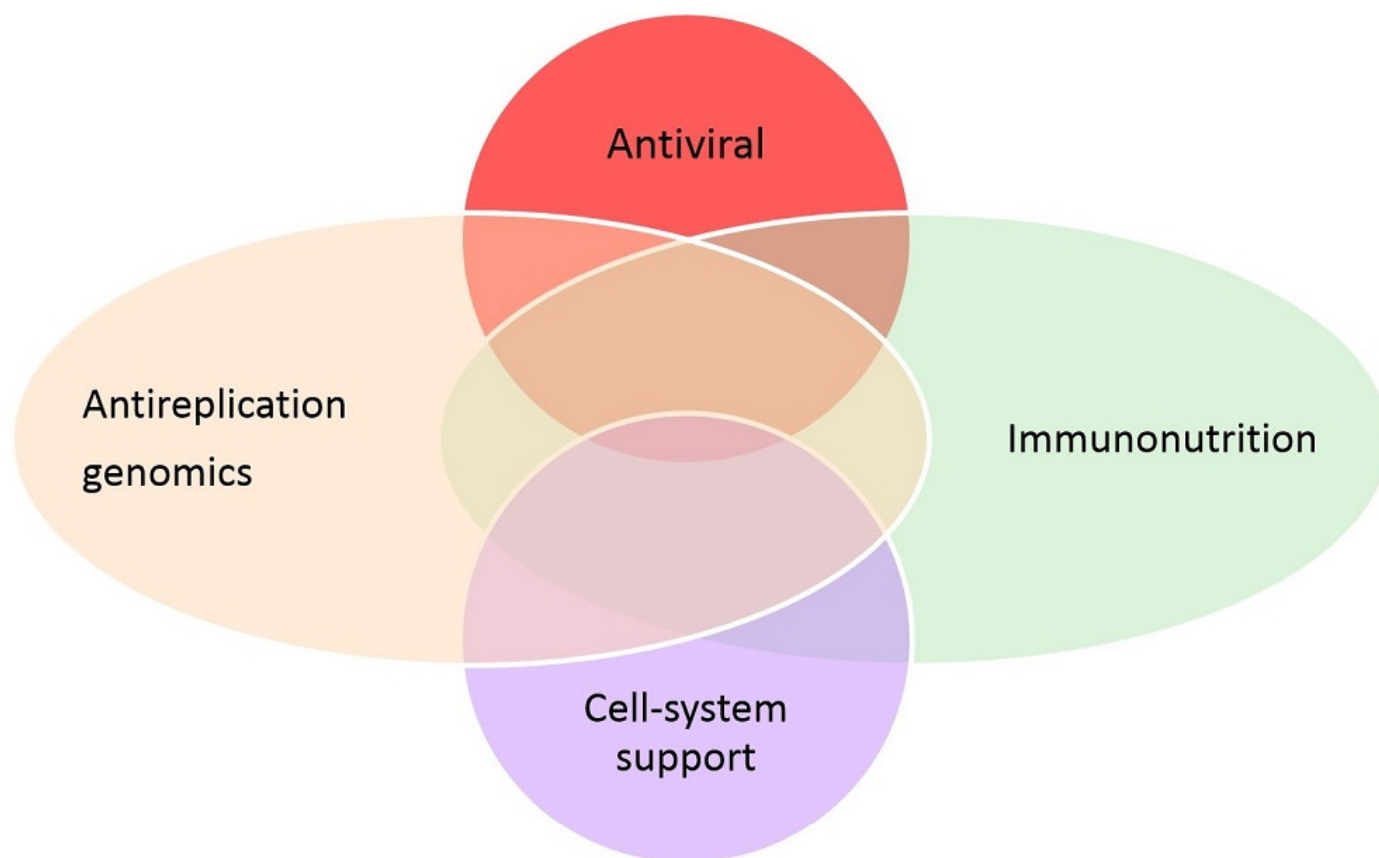 Antiviral
Antireplication
genomics
Immunonutrition
Cell-system
support